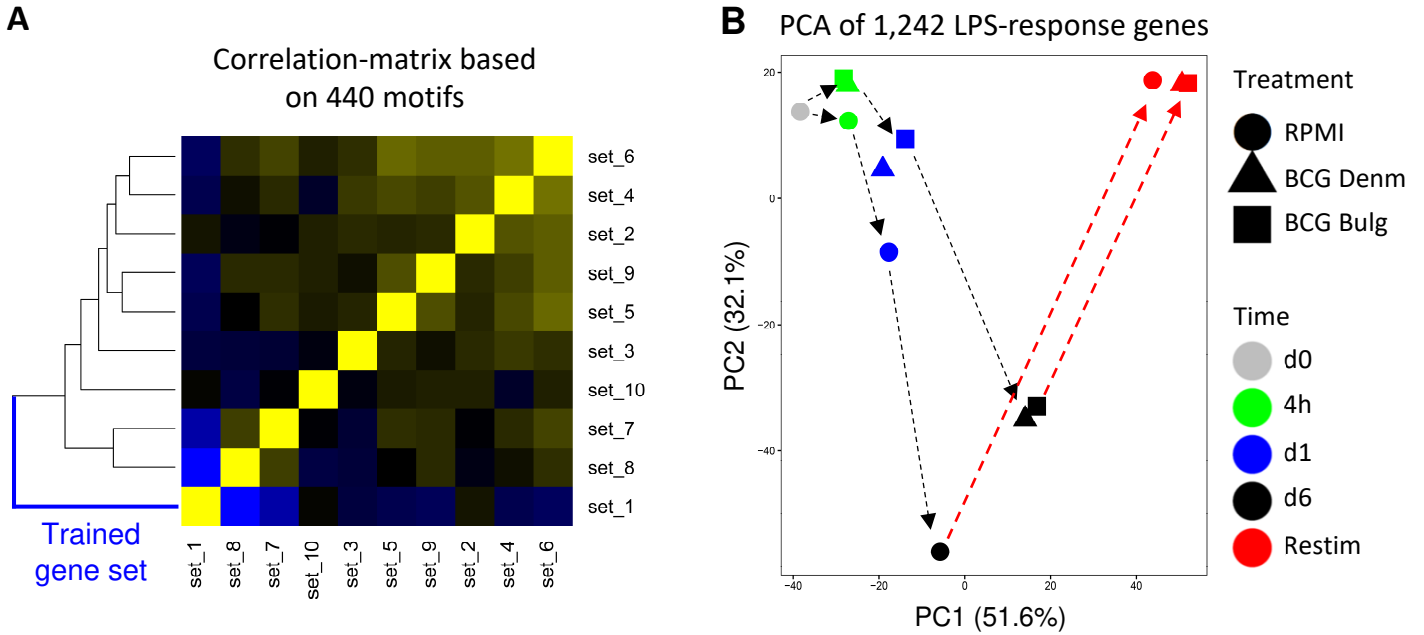 A
Correlation-matrix based
on 440 motifs
set_6
set_4
set_2
set_9
set_5
set_3
set_10
set_7
set_8
set_1
Trained
gene set
set_1
set_8
set_7
set_10
set_3
set_5
set_9
set_2
set_4
set_6
B
PCA of 1,242 LPS-response genes
PC2 (32.1%)
20
0
−20
−40
−40
−20
0
20
40
PC1 (51.6%)
Treatment
RPMI
BCG Denm
BCG Bulg
Time
d0
4h
d1
d6
Restim